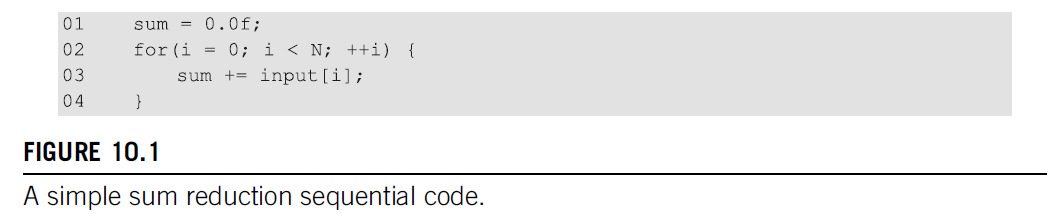 01 sum = 0.0f;
02 for(i = 0; i < N; ++i) {
03 sum += input[i];
04 }
FIGURE 10.1
A simple sum reduction sequential code.